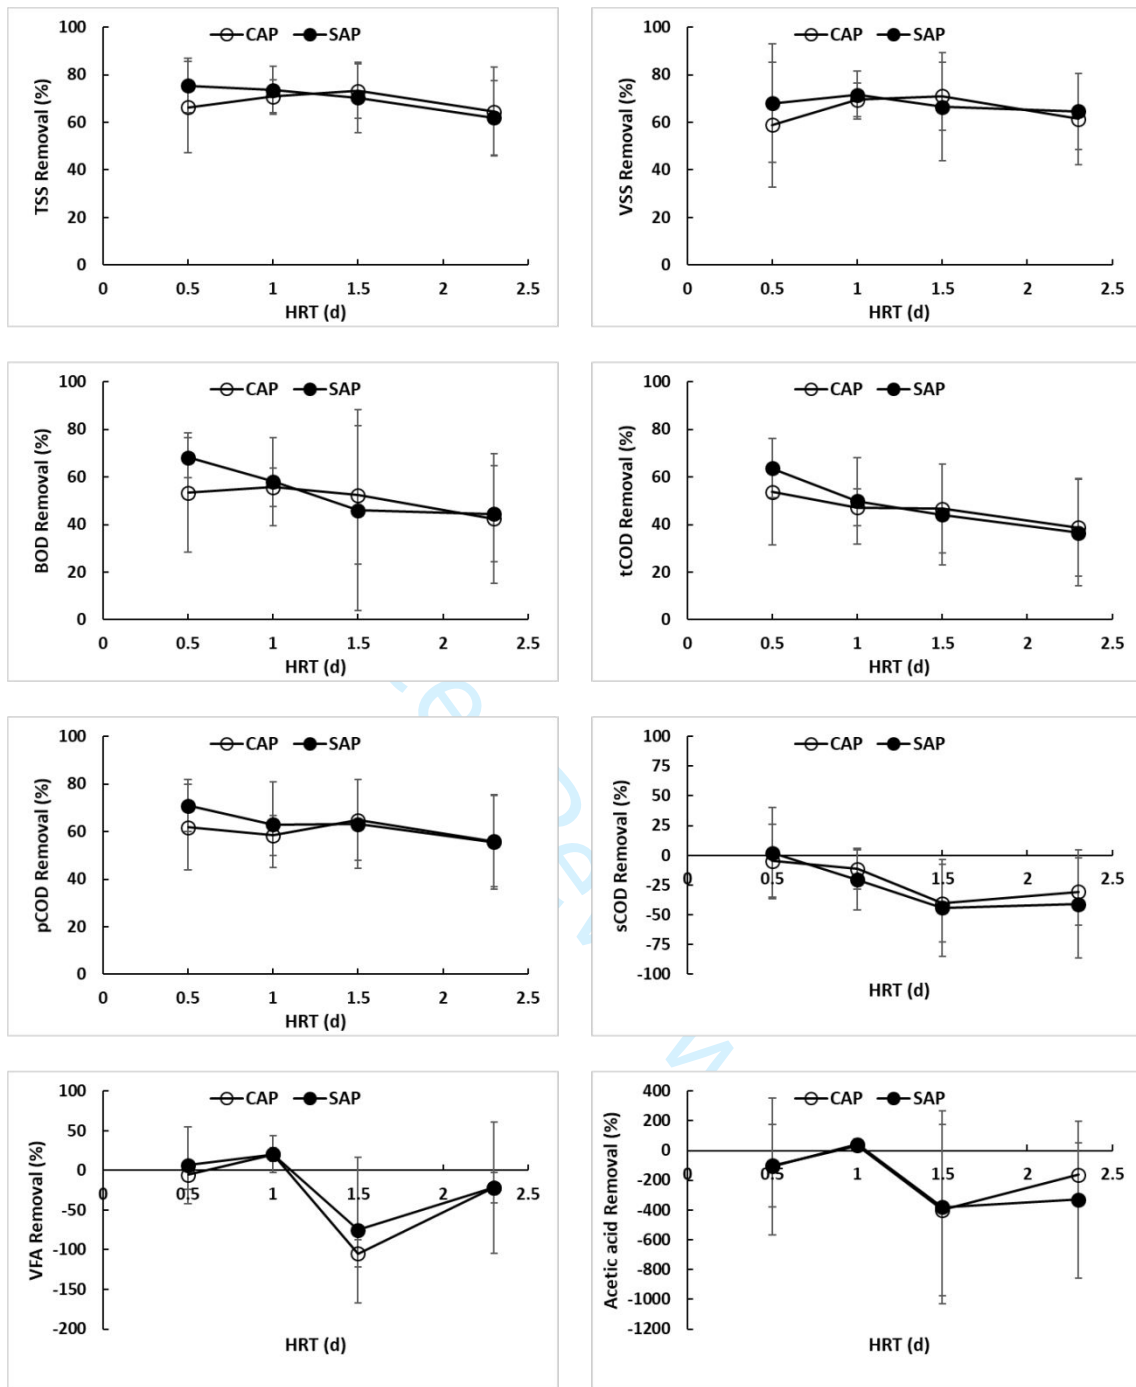 CAP SAP
TSS Removal (%)
100
80
60
40
20
0
0 0.5 1 1.5 2 2.5
HRT (d)
CAP SAP
VSS Removal (%)
100
80
60
40
20
0
0 0.5 1 1.5 2 2.5
HRT (d)
CAP SAP
BOD Removal (%)
100
80
60
40
20
0
0 0.5 1 1.5 2 2.5
HRT (d)
CAP SAP
tCOD Removal (%)
100
80
60
40
20
0
0 0.5 1 1.5 2 2.5
HRT (d)
CAP SAP
pCOD Removal (%)
100
80
60
40
20
0
0 0.5 1 1.5 2 2.5
HRT (d)
CAP SAP
sCOD Removal (%)
100
75
50
25
0
-25
-50
-75
-100
0 0.5 1 1.5 2 2.5
HRT (d)
CAP SAP
VFA Removal (%)
100
50
0
-50
-100
-150
-200
0 0.5 1 1.5 2 2.5
HRT (d)
CAP SAP
Acetic acid Removal (%)
400
200
0
-200
-400
-600
-800
-1000
-1200
0 0.5 1 1.5 2 2.5
HRT (d)